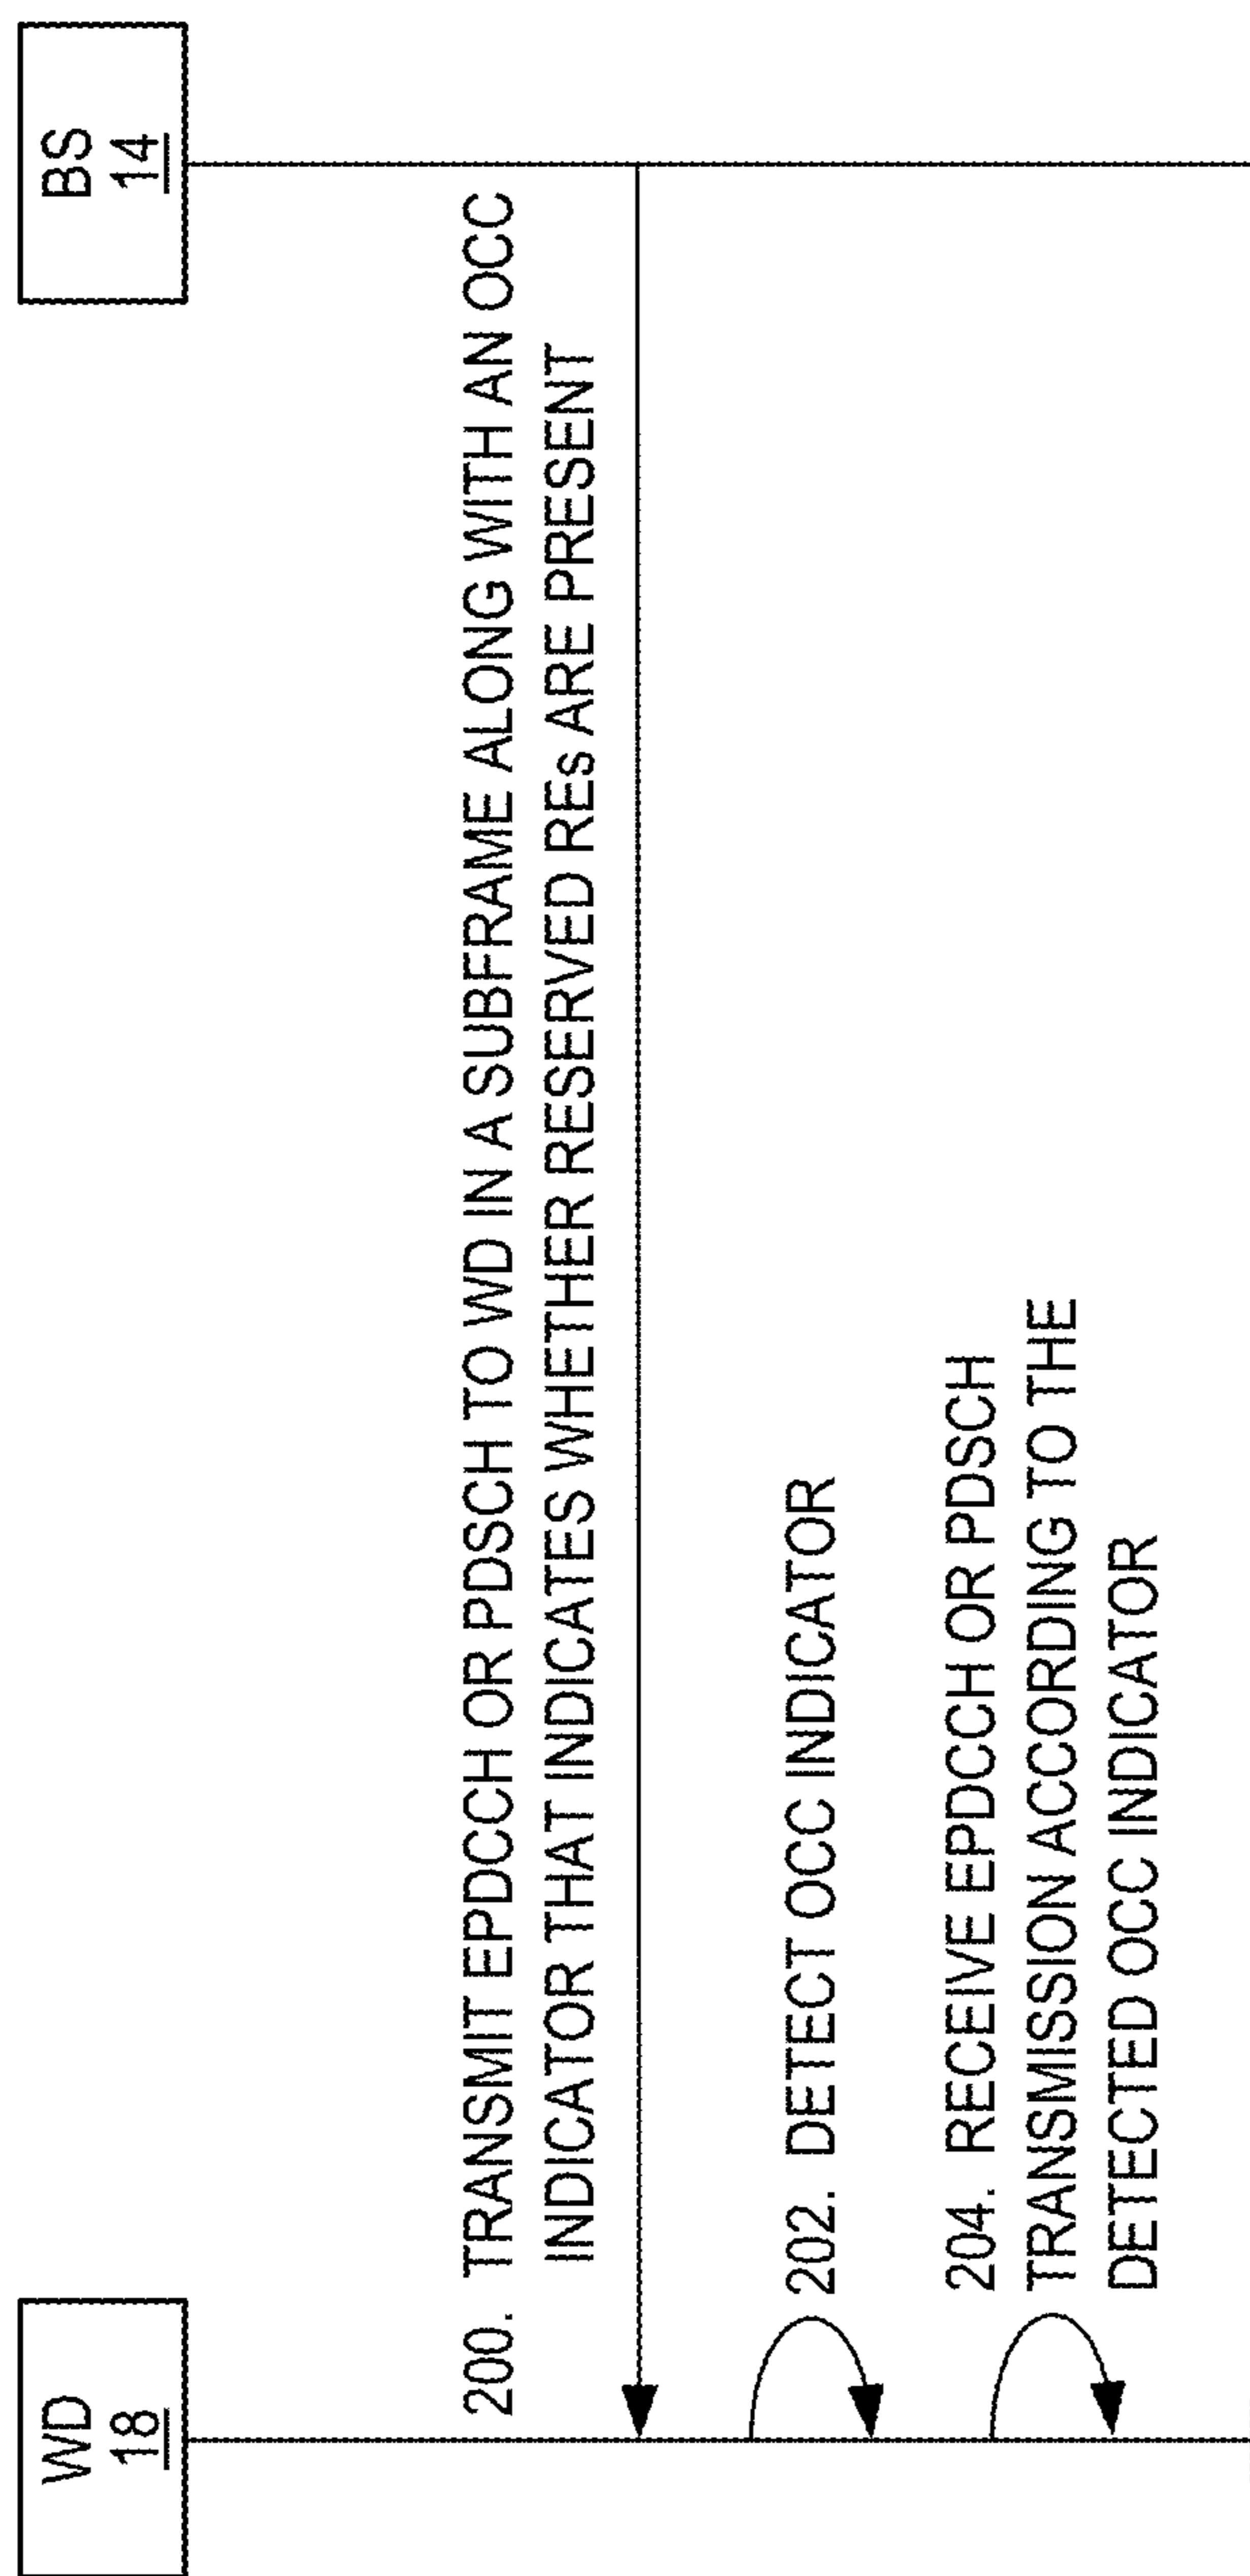 WD
18
BS
14
200. TRANSMIT EPDCCH OR PDSCH TO WD IN A SUBFRAME ALONG WITH AN OCC
INDICATOR THAT INDICATES WHETHER RESERVED REs ARE PRESENT
202. DETECT OCC INDICATOR
204. RECEIVE EPDCCH OR PDSCH
TRANSMISSION ACCORDING TO THE
DETECTED OCC INDICATOR